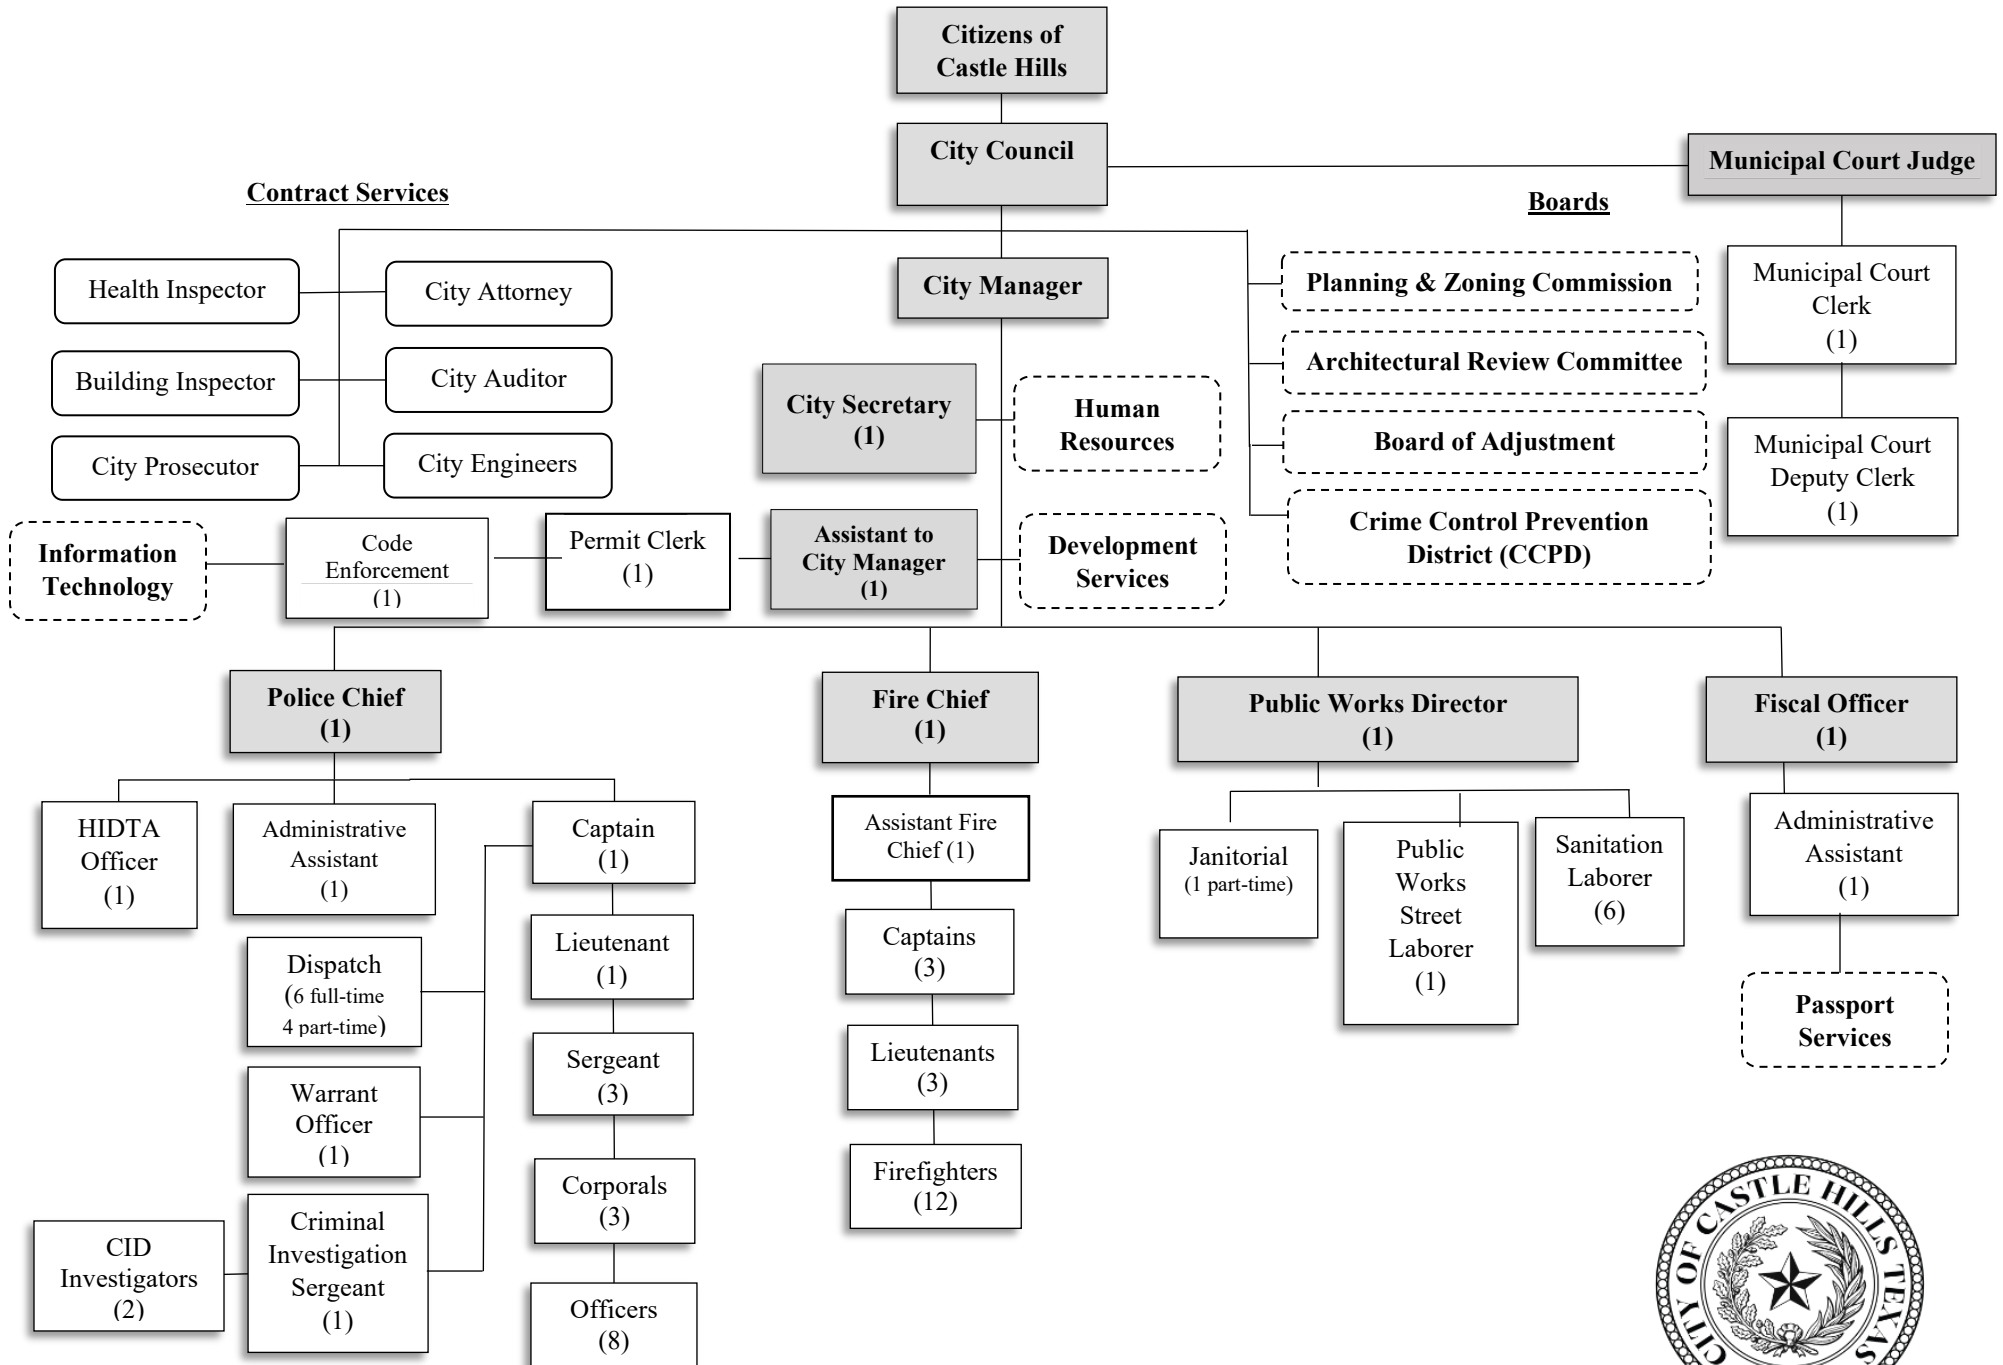 Citizens of
Castle Hills
City Council
Municipal Court Judge
Contract Services
Boards
Health Inspector
City Attorney
Building Inspector
City Auditor
City Prosecutor
City Engineers
City Manager
Planning & Zoning Commission
Architectural Review Committee
Board of Adjustment
Crime Control Prevention
District (CCPD)
Municipal Court
Clerk
(1)
Municipal Court
Deputy Clerk
(1)
City Secretary
(1)
Human
Resources
Information
Technology
Code
Enforcement
(1)
Permit Clerk
(1)
Assistant to
City Manager
(1)
Development
Services
Police Chief
(1)
Fire Chief
(1)
Public Works Director
(1)
Fiscal Officer
(1)
HIDTA
Officer
(1)
Administrative
Assistant
(1)
Captain
(1)
Dispatch
(6 full-time
4 part-time)
Lieutenant
(1)
Warrant
Officer
(1)
Sergeant
(3)
Corporals
(3)
CID
Investigators
(2)
Criminal
Investigation
Sergeant
(1)
Officers
(8)
Assistant Fire
Chief (1)
Captains
(3)
Lieutenants
(3)
Firefighters
(12)
Janitorial
(1 part-time)
Public
Works
Street
Laborer
(1)
Sanitation
Laborer
(6)
Administrative
Assistant
(1)
Passport
Services
CITY OF CASTLE HILLS TEXAS